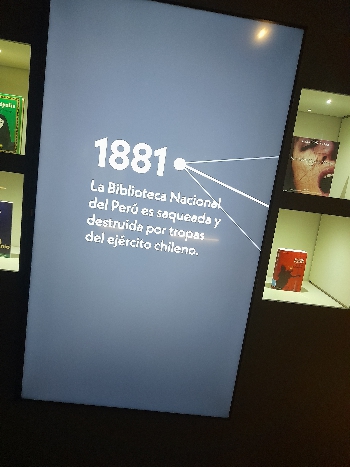 1881
La Biblioteca Nacional
del Perú es saqueada y
destruida por tropas
del ejército chileno.